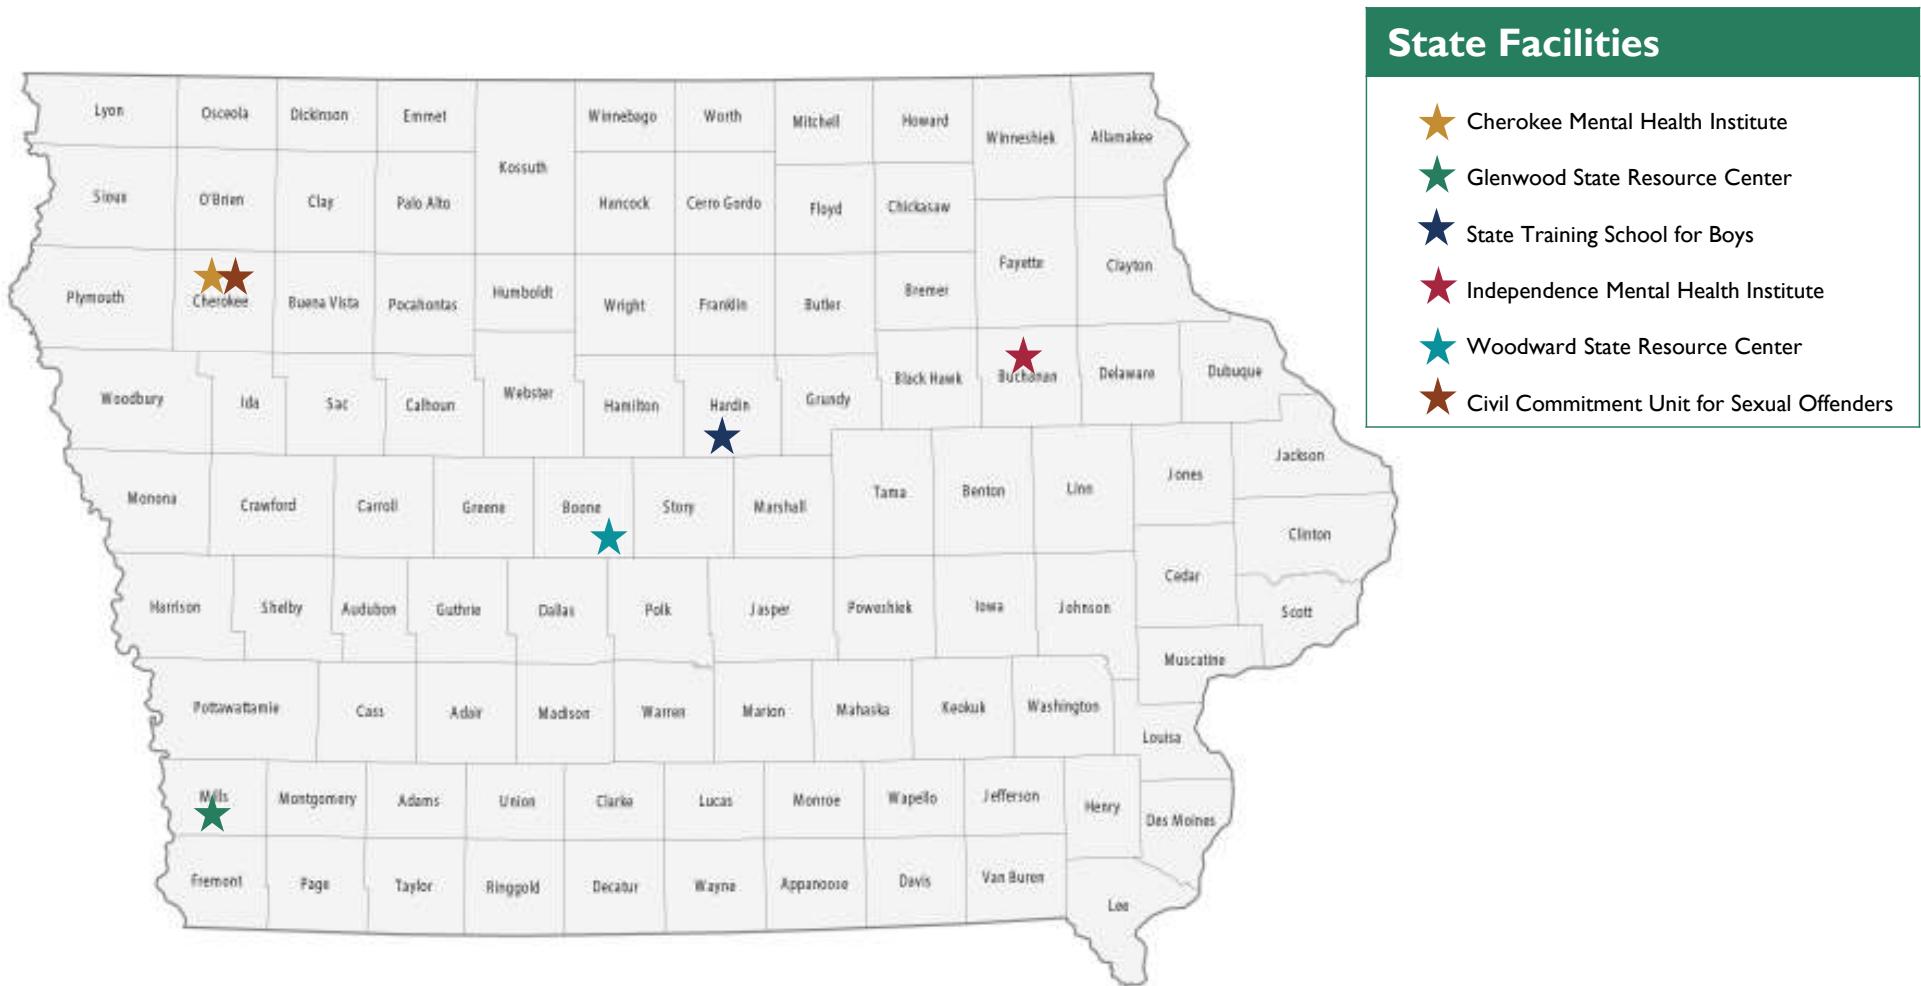 State Facilities
Cherokee Mental Health Institute
Glenwood State Resource Center
State Training School for Boys
Independence Mental Health Institute
Woodward State Resource Center
Civil Commitment Unit for Sexual Offenders
Lyon Osceola Dickinson Emmet Winnebago Worth Mitchell Howard Winneshiek Allamakee
Kossuth
Sioux O'Brien Clay Palo Alto Hancock Cerro Gordo Floyd Chickasaw
Fayette Clayton
Plymouth Cherokee Buena Vista Pocahontas Humboldt Wright Franklin Butler Bremer
Woodbury Ida Sac Calhoun Webster Hamilton Hardin Grundy Black Hawk Buchanan Delaware Dubuque
Jackson
Monona Crawford Carroll Greene Boone Story Marshall Tama Benton Linn Jones
Clinton
Cedar
Harrison Shelby Audubon Guthrie Dallas Polk Jasper Poweshiek Iowa Johnson Scott
Muscatine
Pottawattamie Cass Adair Madison Warren Marion Mahaska Keokuk Washington
Louisa
Mills Montgomery Adams Union Clarke Lucas Monroe Wapello Jefferson Henry
Des Moines
Fremont Page Taylor Ringgold Decatur Wayne Appanoose Davis Van Buren
Lee